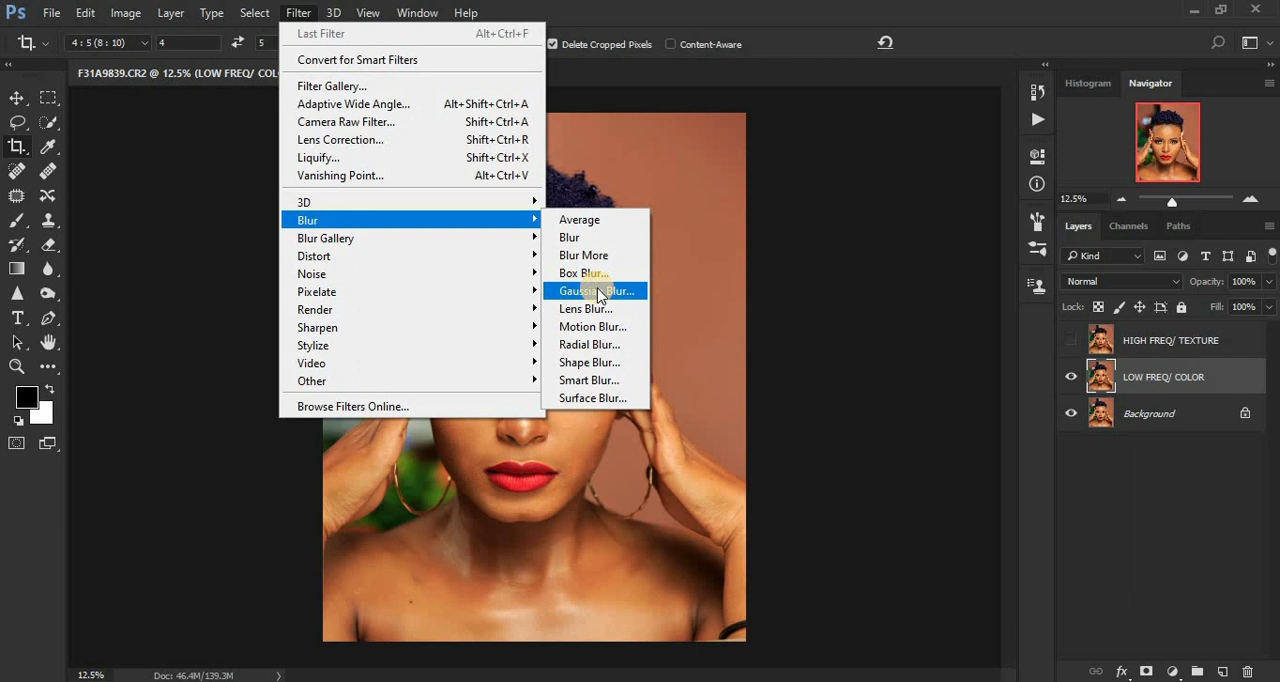 Ps File Edit Image Layer Type Select Filter 3D View Window Help
4 : 5 (8 : 10) 4 5 Delete Cropped Pixels Content-Aware
F31A9839.CR2 @ 12.5% (LOW FREQ/ COL
Last Filter Alt+Ctrl+F
Convert for Smart Filters
Filter Gallery...
Adaptive Wide Angle... Alt+Shift+Ctrl+A
Camera Raw Filter... Shift+Ctrl+A
Lens Correction... Shift+Ctrl+R
Liquify... Shift+Ctrl+X
Vanishing Point... Alt+Ctrl+V
3D
Blur
Blur Gallery
Distort
Noise
Pixelate
Render
Sharpen
Stylize
Video
Other
Browse Filters Online...
Average
Blur
Blur More
Box Blur...
Gaussian Blur...
Lens Blur...
Motion Blur...
Radial Blur...
Shape Blur...
Smart Blur...
Surface Blur...
Histogram Navigator
12.5%
Layers Channels Paths
Kind
Normal Opacity: 100%
Lock: Fill: 100%
HIGH FREQ/ TEXTURE
LOW FREQ/ COLOR
Background
12.5% Doc: 46.4M/139.3M